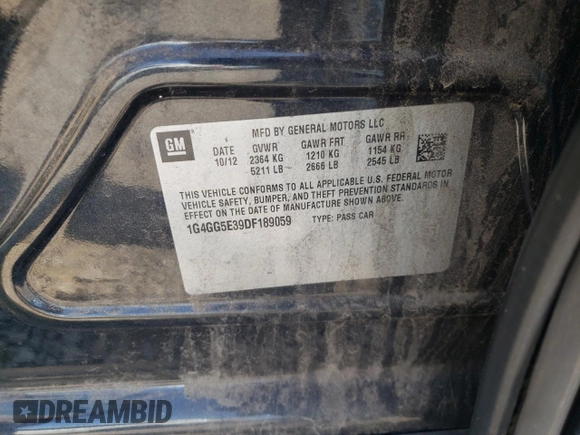 MFD BY GENERAL MOTORS LLC
GM
DATE GVWR GAWR FRT GAWR RR
10/12 2364 KG 1210 KG 1154 KG
5211 LB 2666 LB 2545 LB
THIS VEHICLE CONFORMS TO ALL APPLICABLE U.S. FEDERAL MOTOR
VEHICLE SAFETY, BUMPER, AND THEFT PREVENTION STANDARDS IN
EFFECT ON THE DATE OF MANUFACTURE SHOWN ABOVE.
1G4GG5E39DF189059 TYPE: PASS CAR
DREAMBID